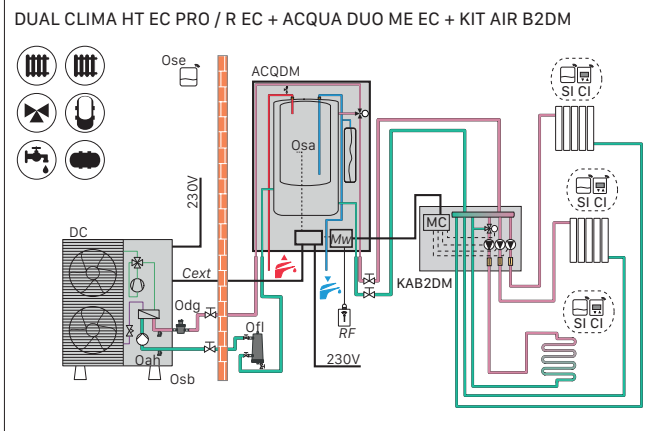 DUAL CLIMA HT EC PRO / R EC + ACQUA DUO ME EC + KIT AIR B2DM
Ose
ACQDM
SI CI
Osa
230V
SI CI
DC
MC
Mw
Cext
KAB2DM
Odg
RF
Ofl
SI CI
Oah
230V
Osb